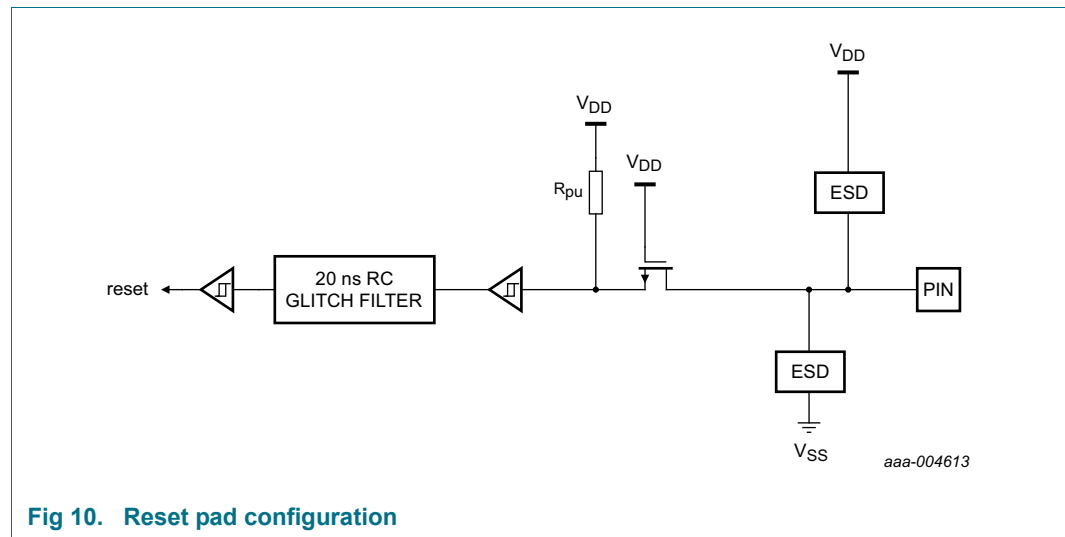 VDD
VDD
VDD
Rpu
ESD
reset
20 ns RC
GLITCH FILTER
PIN
ESD
VSS
aaa-004613
Fig 10. Reset pad configuration